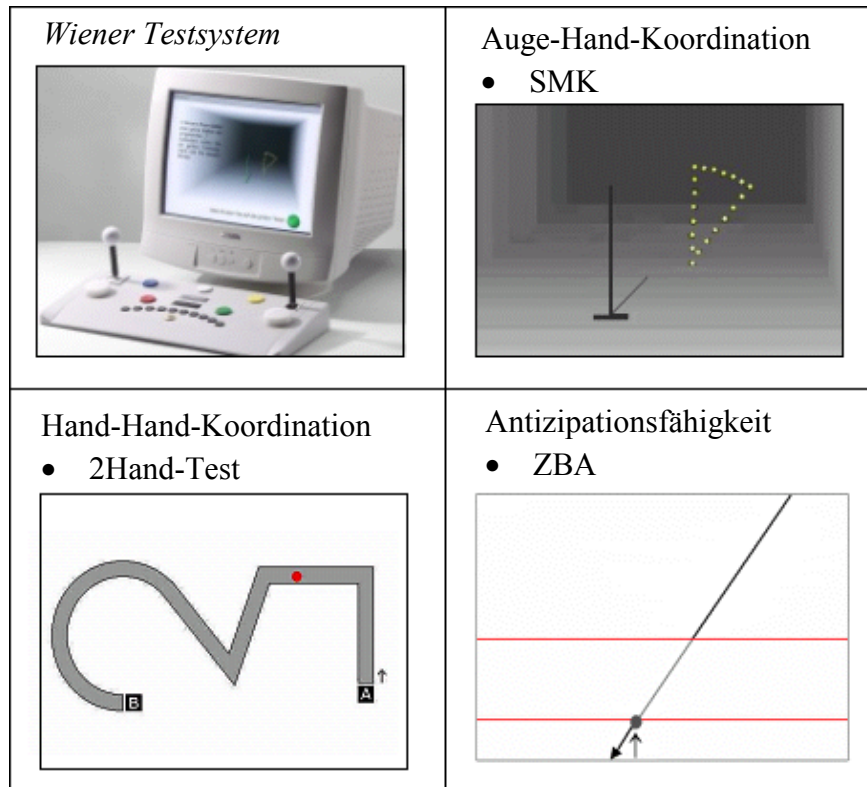 Wiener Testsystem
Auge-Hand-Koordination
• SMK
Hand-Hand-Koordination
• 2Hand-Test
B
A
Antizipationsfähigkeit
• ZBA